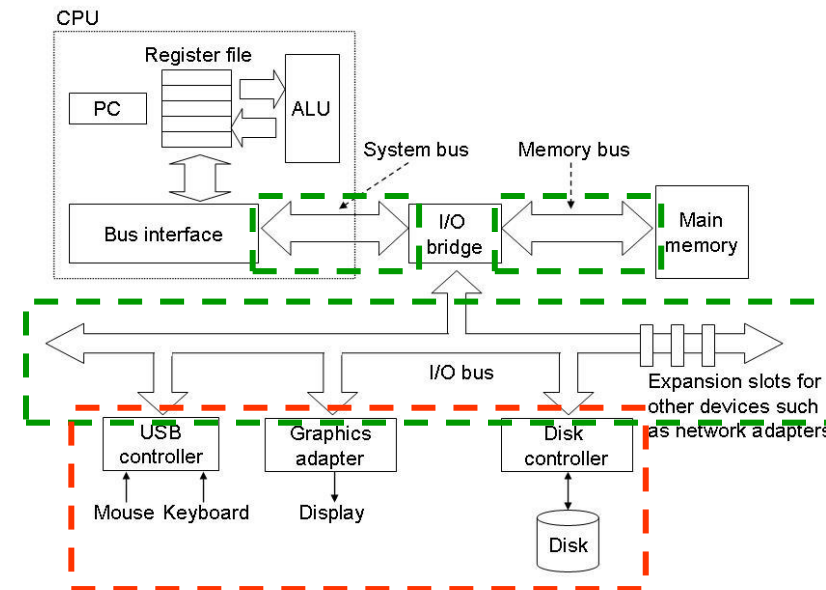 CPU
Register file
PC
ALU
System bus
Memory bus
Bus interface
I/O
bridge
Main
memory
I/O bus
Expansion slots for
other devices such
as network adapters
USB
controller
Graphics
adapter
Disk
controller
Mouse
Keyboard
Display
Disk